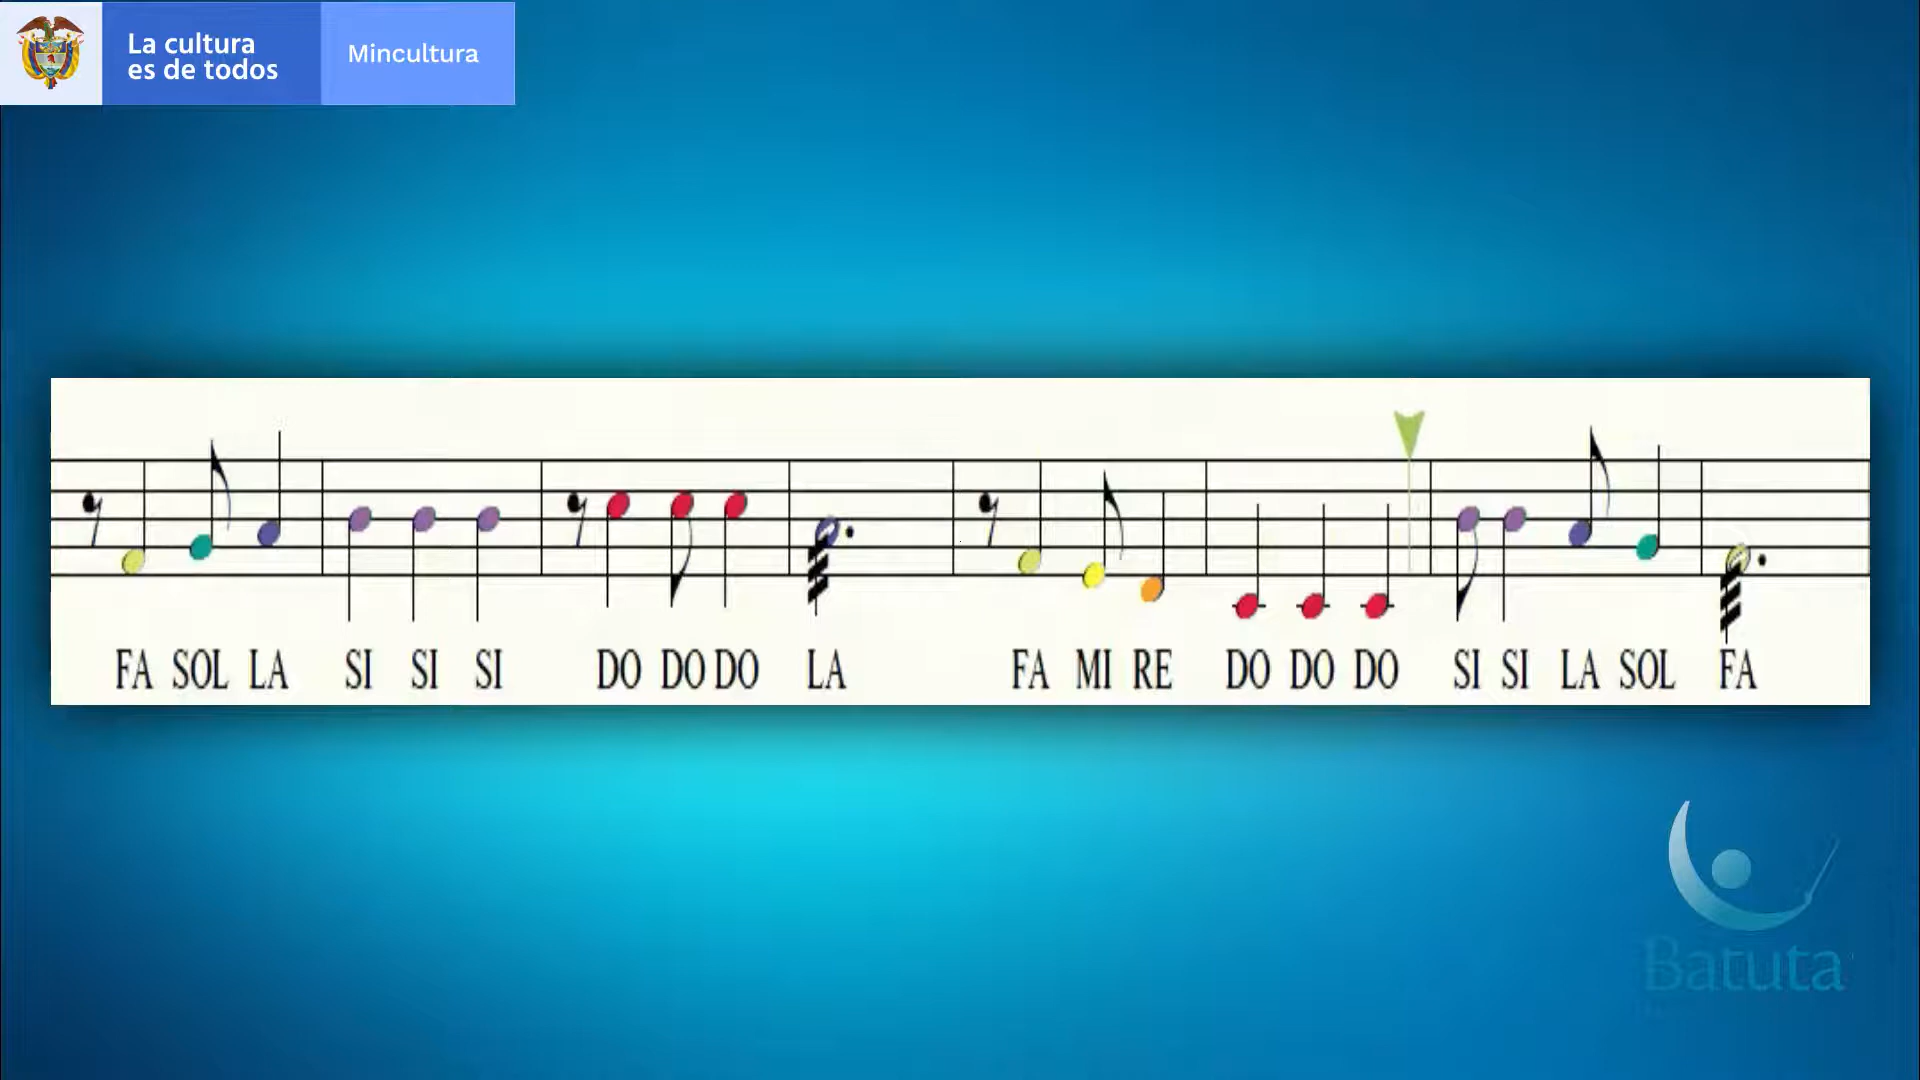 La cultura
es de todos
Mincultura
FA SOL LA SI SI SI DO DO DO LA FA MI RE DO DO DO SI SI LA SOL FA
Batuta